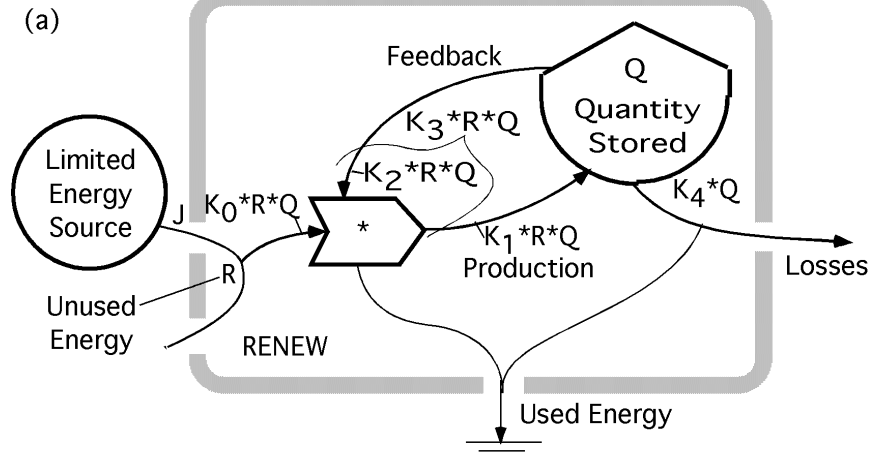 (a)
Feedback
Q
Quantity
Stored
K3*R*Q
Limited
Energy
Source
K2*R*Q
K4*Q
J
K0*R*Q
*
K1*R*Q
Production
Losses
R
Unused
Energy
RENEW
Used Energy